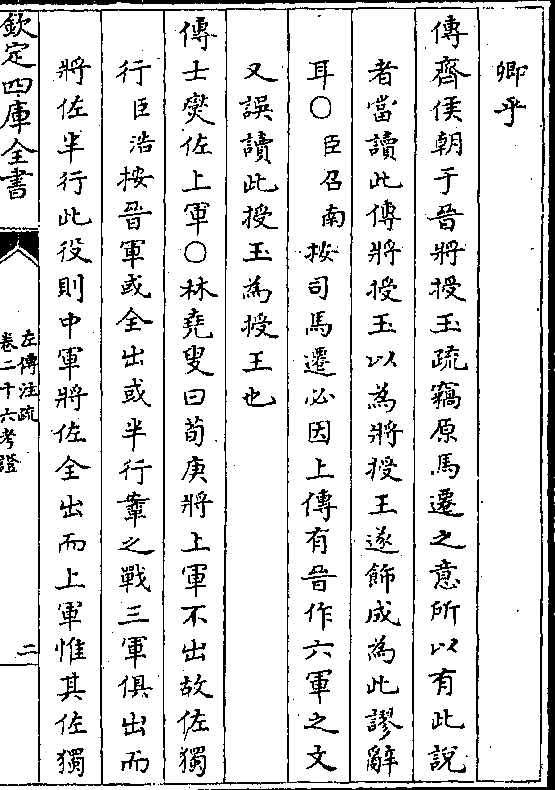 卿乎
傳齊侯朝于晉將授玉疏竊原馬遷之意所以有此說
者當讀此傳將授玉以為將授王遂飾成為此謬辭
耳○臣召南按司馬遷必因上傳有晉作六軍之文
又誤讀此授玉為授王也
傳士燮佐上軍○林堯叟曰荀庚將上軍不出故佐獨
行臣浩按晉軍或全出或半行鞌之戰三軍俱出而
將佐半行此役則中軍將佐全出而上軍惟其佐獨
欽定四庫全書
左傳注疏
卷二十六考證
二